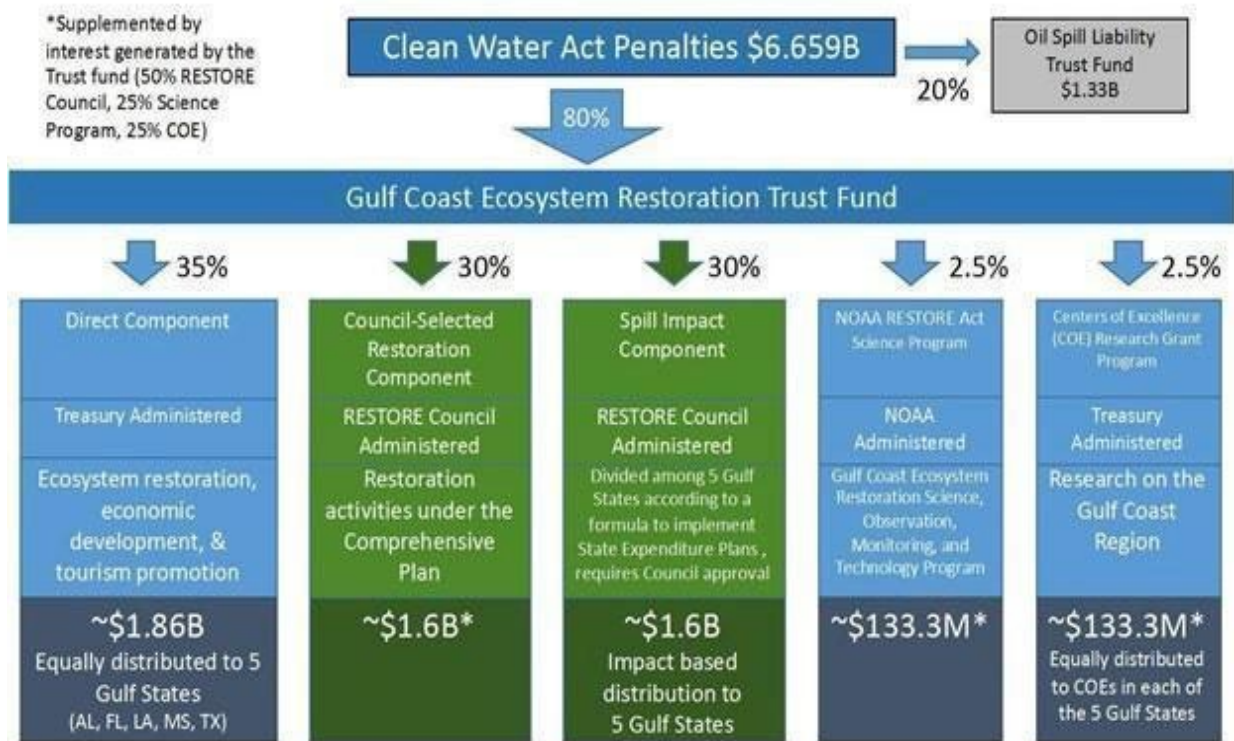 *Supplemented by
interest generated by the
Trust fund (50% RESTORE
Council, 25% Science
Program, 25% COE)
Clean Water Act Penalties $6.659B
20%
Oil Spill Liability
Trust Fund
$1.33B
80%
Gulf Coast Ecosystem Restoration Trust Fund
35%
Direct Component
Treasury Administered
Ecosystem restoration,
economic
development, &
tourism promotion
~$1.86B
Equally distributed to 5
Gulf States
(AL, FL, LA, MS, TX)
30%
Council-Selected
Restoration
Component
RESTORE Council
Administered
Restoration
activities under the
Comprehensive
Plan
~$1.6B*
30%
Spill Impact
Component
RESTORE Council
Administered
Divided among 5 Gulf
States according to a
formula to implement
State Expenditure Plans ,
requires Council approval
~$1.6B
Impact based
distribution to
5 Gulf States
2.5%
NOAA RESTORE Act
Science Program
NOAA
Administered
Gulf Coast Ecosystem
Restoration Science,
Observation,
Monitoring, and
Technology Program
~$133.3M*
2.5%
Centers of Excellence
(COE) Research Grant
Program
Treasury
Administered
Research on the
Gulf Coast
Region
~$133.3M*
Equally distributed
to COEs in each of
the 5 Gulf States